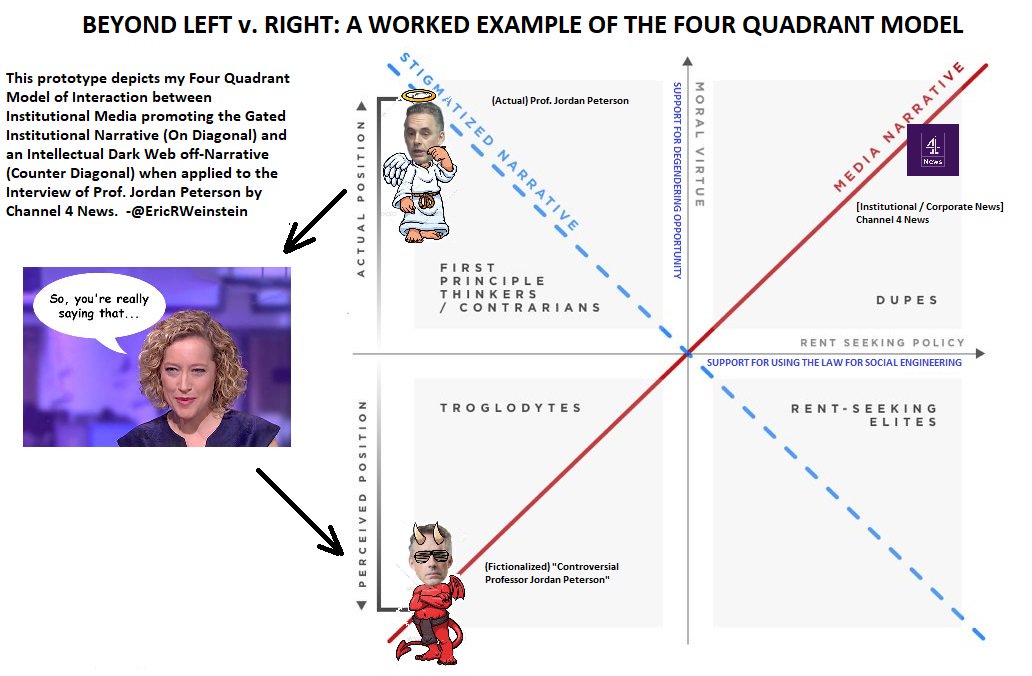 BEYOND LEFT v. RIGHT: A WORKED EXAMPLE OF THE FOUR QUADRANT MODEL
This prototype depicts my Four Quadrant
Model of Interaction between
Institutional Media promoting the Gated
Institutional Narrative (On Diagonal) and
an Intellectual Dark Web off-Narrative
(Counter Diagonal) when applied to the
Interview of Prof. Jordan Peterson by
Channel 4 News.  -@EricRWeinstein
So, you're really
saying that...
ACTUAL POSITION
PERCEIVED POSITION
STIGMATIZED NARRATIVE
(Actual) Prof. Jordan Peterson
FIRST
PRINCIPLE
THINKERS
/ CONTRARIANS
SUPPORT FOR DEGENDERING OPPORTUNITY
MORAL VIRTUE
MEDIA NARRATIVE
4
News
[Institutional / Corporate News]
Channel 4 News
DUPES
RENT SEEKING POLICY
SUPPORT FOR USING THE LAW FOR SOCIAL ENGINEERING
TROGLODYTES
RENT-SEEKING
ELITES
(Fictionalized) "Controversial
Professor Jordan Peterson"